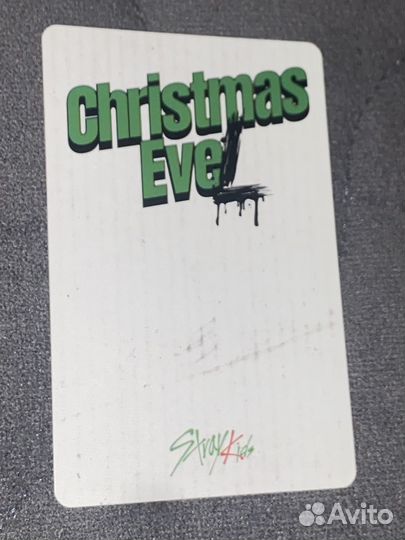 Christmas
EveL
Stray Kids
Avito